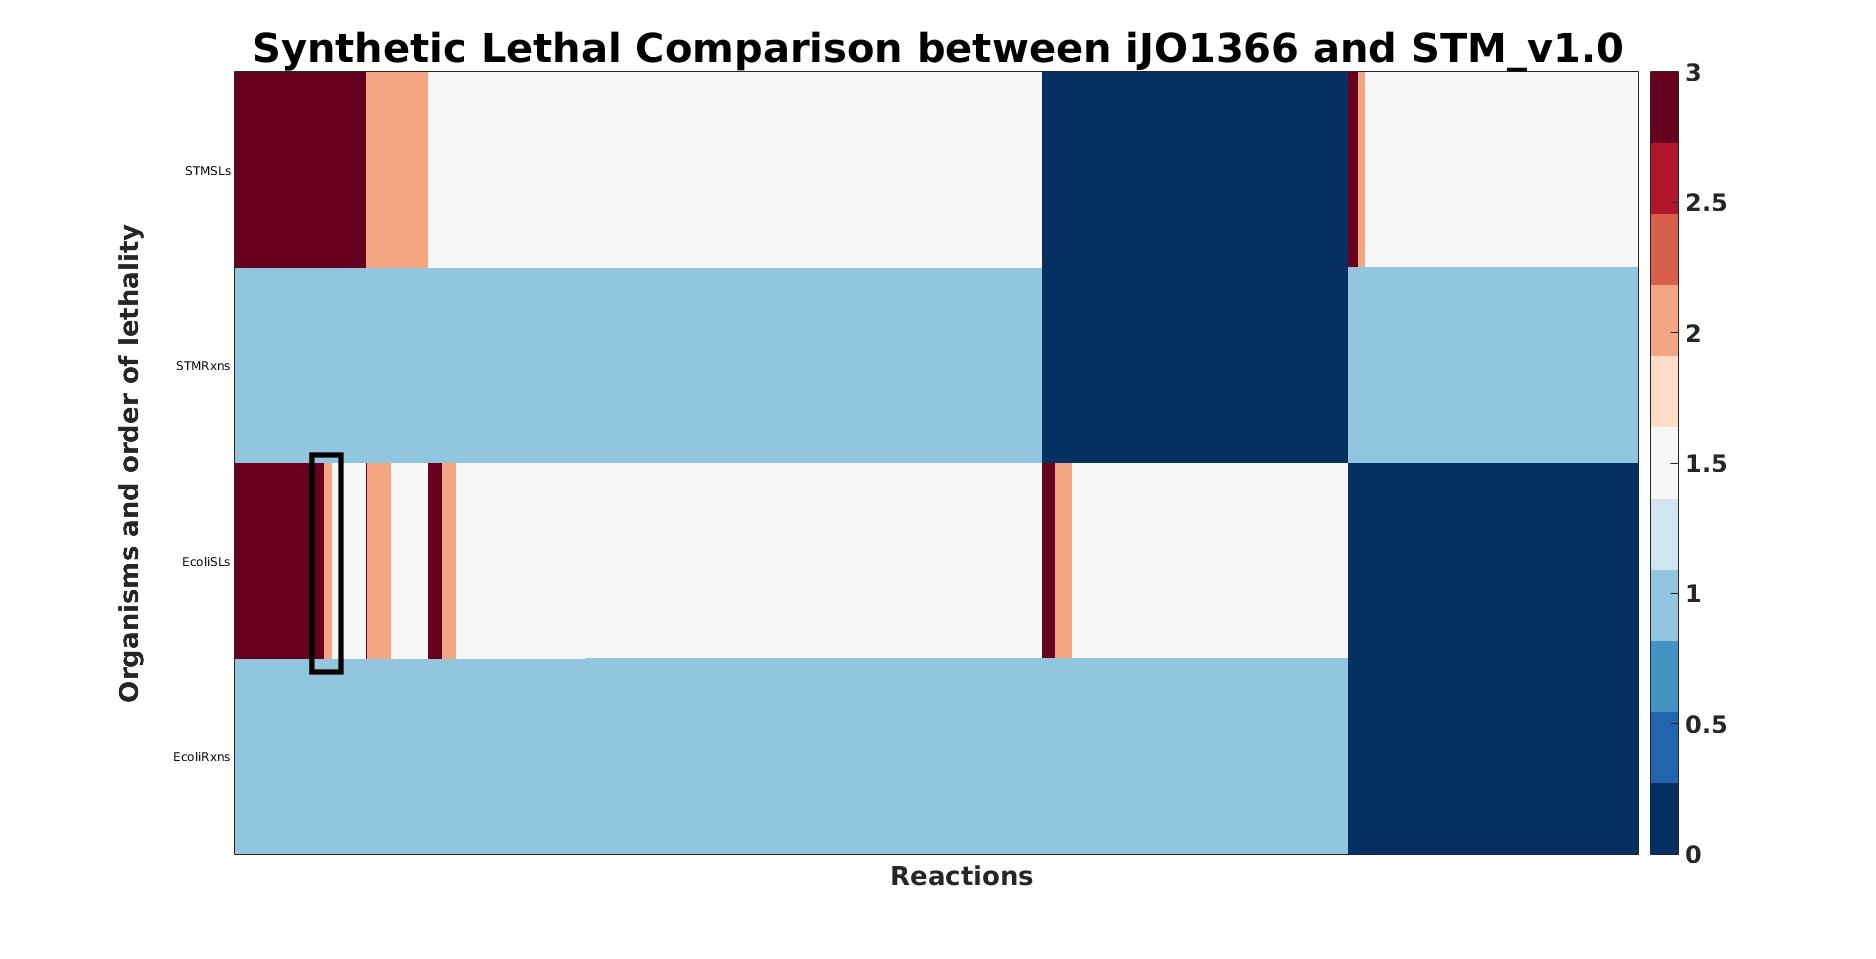 Synthetic Lethal Comparison between iJO1366 and STM_v1.0
Organisms and order of lethality
STMSLs
STMRxns
EcoliSLs
EcoliRxns
Reactions
3
2.5
2
1.5
1
0.5
0